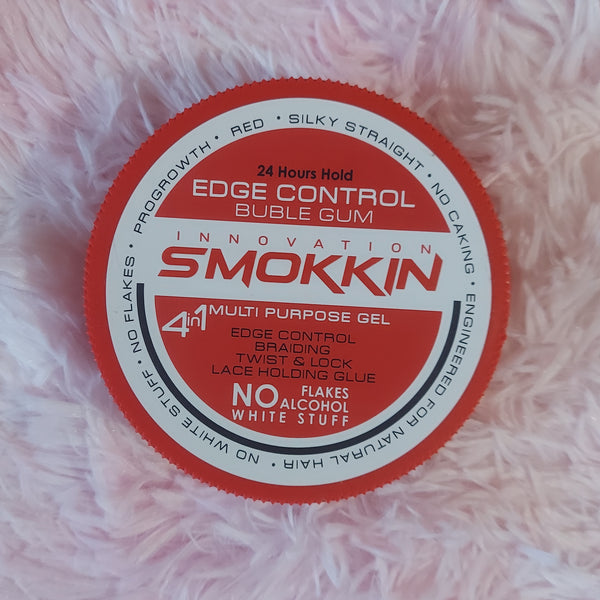 24 Hours Hold
EDGE CONTROL
BUBLE GUM
INNOVATION
SMOKKIN
4in1 MULTI PURPOSE GEL
EDGE CONTROL
BRAIDING
TWIST & LOCK
LACE HOLDING GLUE
NO FLAKES
ALCOHOL
WHITE STUFF
NO WHITE STUFF • NO FLAKES • PROGROWTH • RED • SILKY STRAIGHT • NO CAKING • ENGINEERED FOR NATURAL HAIR •